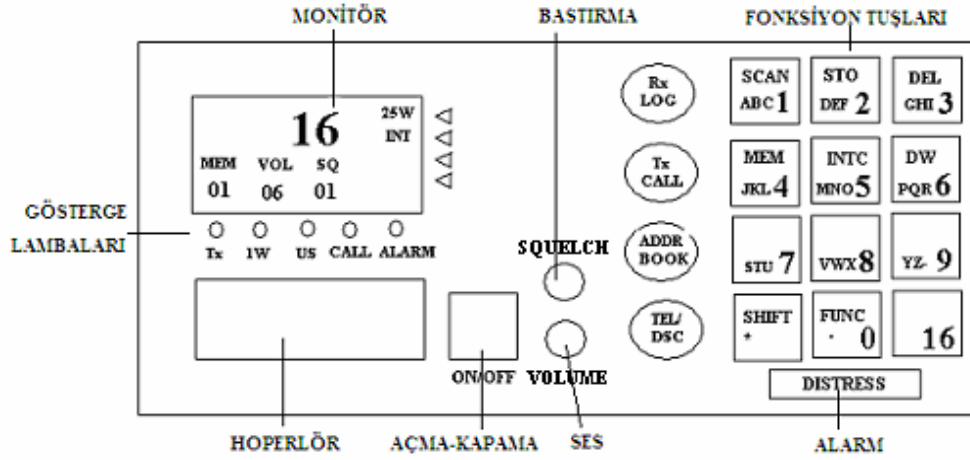 MONİTÖR
BASTIRMA
FONKSİYON TUŞLARI
16
25W
INT
MEM VOL SQ
01 06 01
GÖSTERGE
LAMBALARI
Tx 1W US CALL ALARM
SQUELCH
VOLUME
ON/OFF
Rx
LOG
Tx
CALL
ADDR
BOOK
TEL/
DSC
SCAN
ABC 1
STO
DEF 2
DEL
GHI 3
MEM
JKL 4
INTC
MNO 5
DW
PQR 6
STU 7
VWX 8
YZ- 9
SHIFT
+
FUNC
. 0
16
DISTRESS
HOPERLÖR
AÇMA-KAPAMA
SES
ALARM